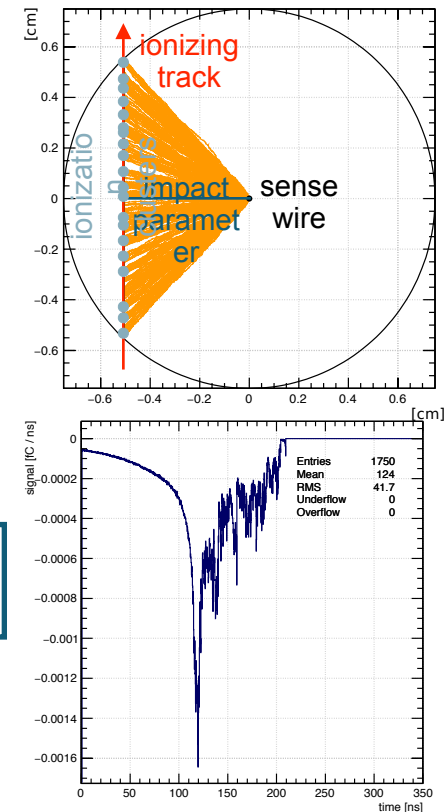 [cm]
ionizing
track
0.6
0.4
0.2
0
−0.2
−0.4
−0.6
ionizatio
n
clusters
impact
paramet
er
sense
wire
−0.6 −0.4 −0.2 0 0.2 0.4 0.6
[cm]
signal [fC / ns]
0
−0.0002
−0.0004
−0.0006
−0.0008
−0.001
−0.0012
−0.0014
−0.0016
Entries 1750
Mean 124
RMS 41.7
Underflow 0
Overflow 0
0 50 100 150 200 250 300 350
time [ns]